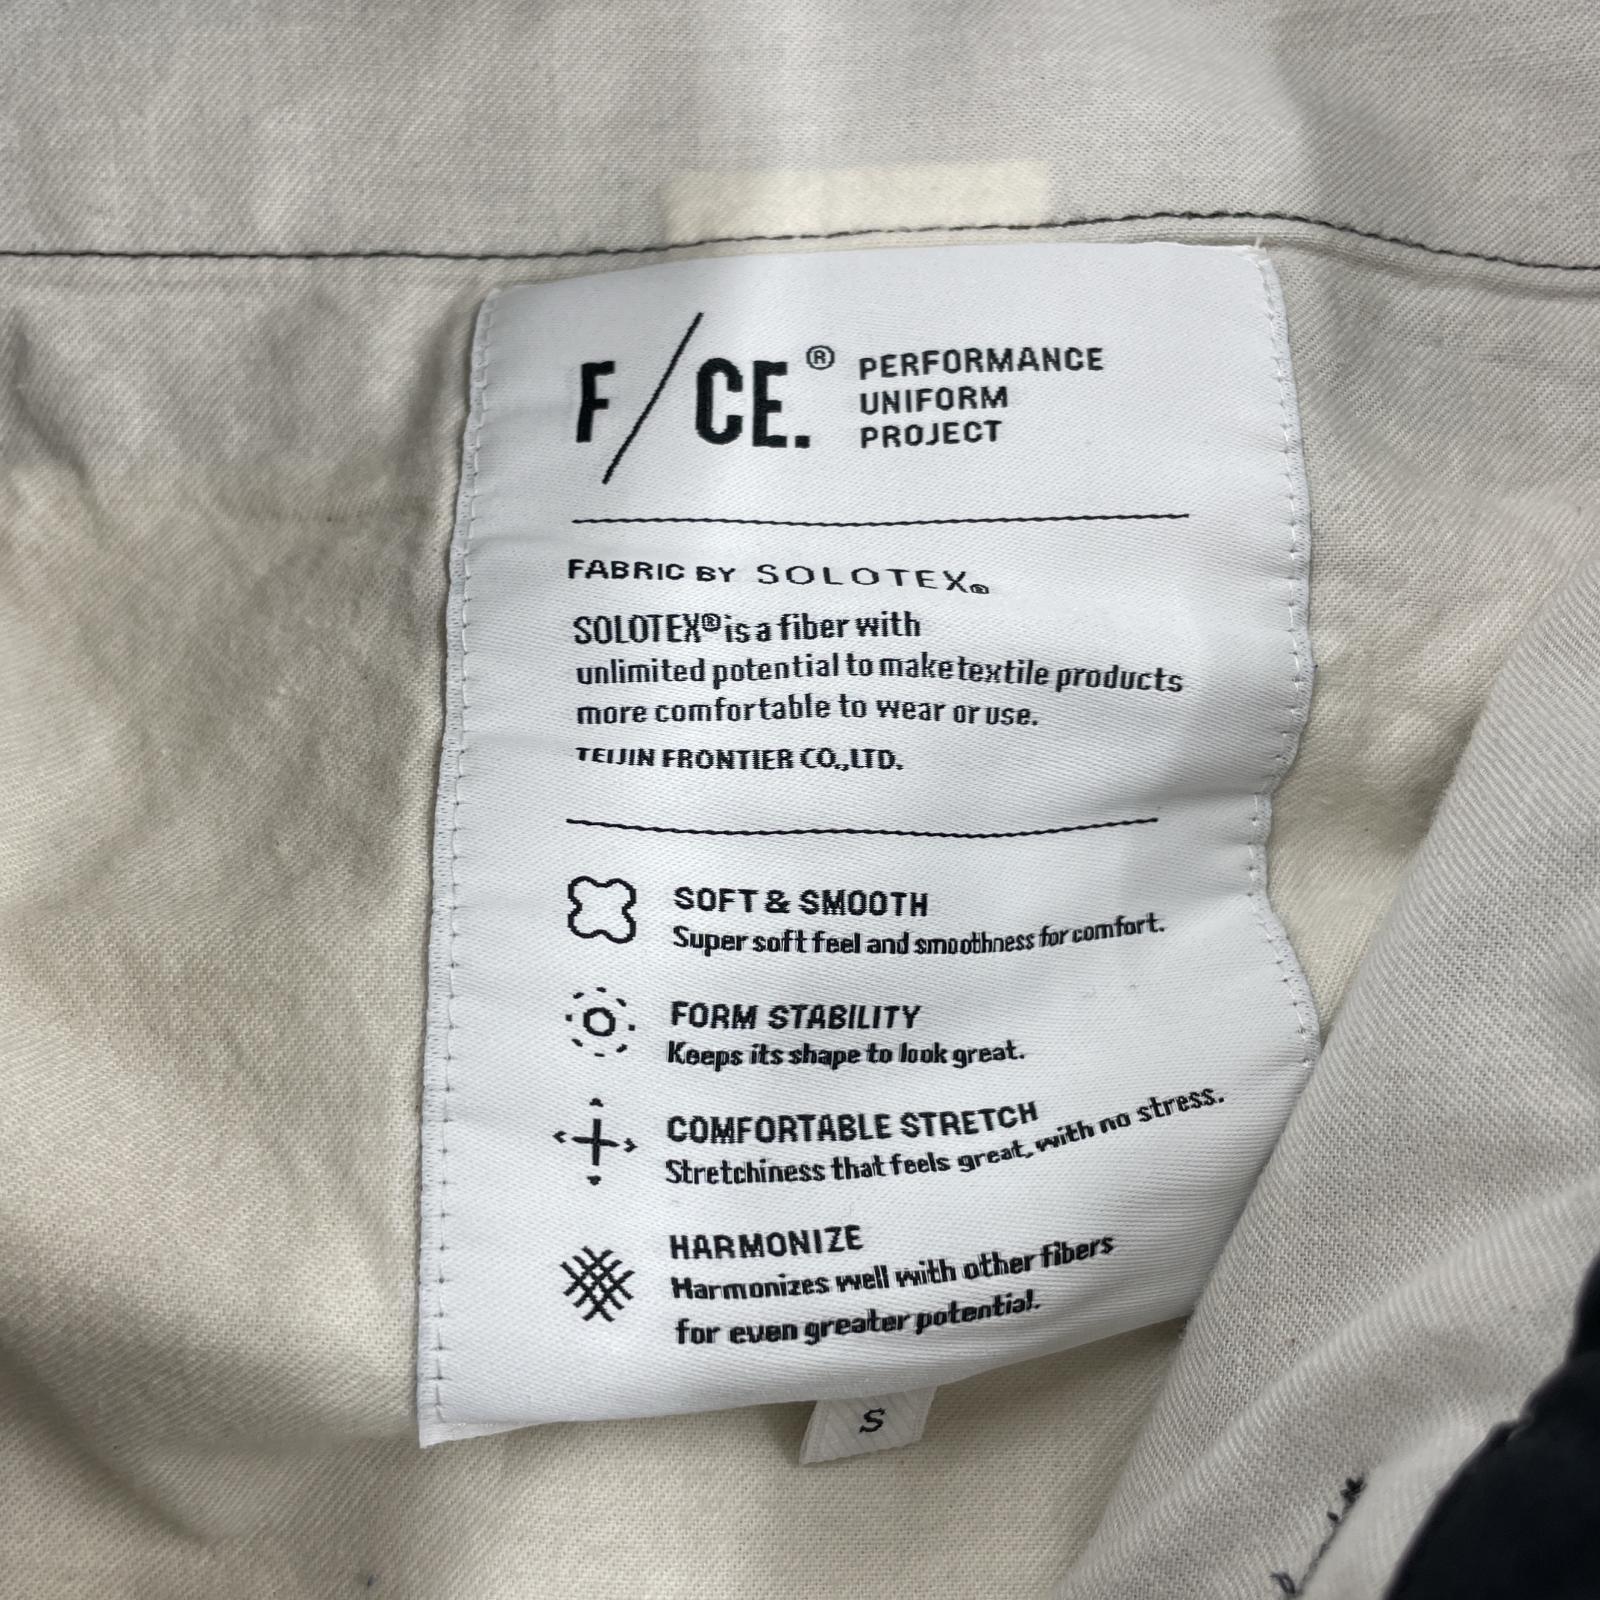 F/CE.® PERFORMANCE
UNIFORM
PROJECT
FABRIC BY SOLOTEX®
SOLOTEX® is a fiber with
unlimited potential to make textile products
more comfortable to wear or use.
TEIJIN FRONTIER CO.,LTD.
SOFT & SMOOTH
Super soft feel and smoothness for comfort.
FORM STABILITY
Keeps its shape to look great.
COMFORTABLE STRETCH
Stretchiness that feels great, with no stress.
HARMONIZE
Harmonizes well with other fibers
for even greater potential.
S